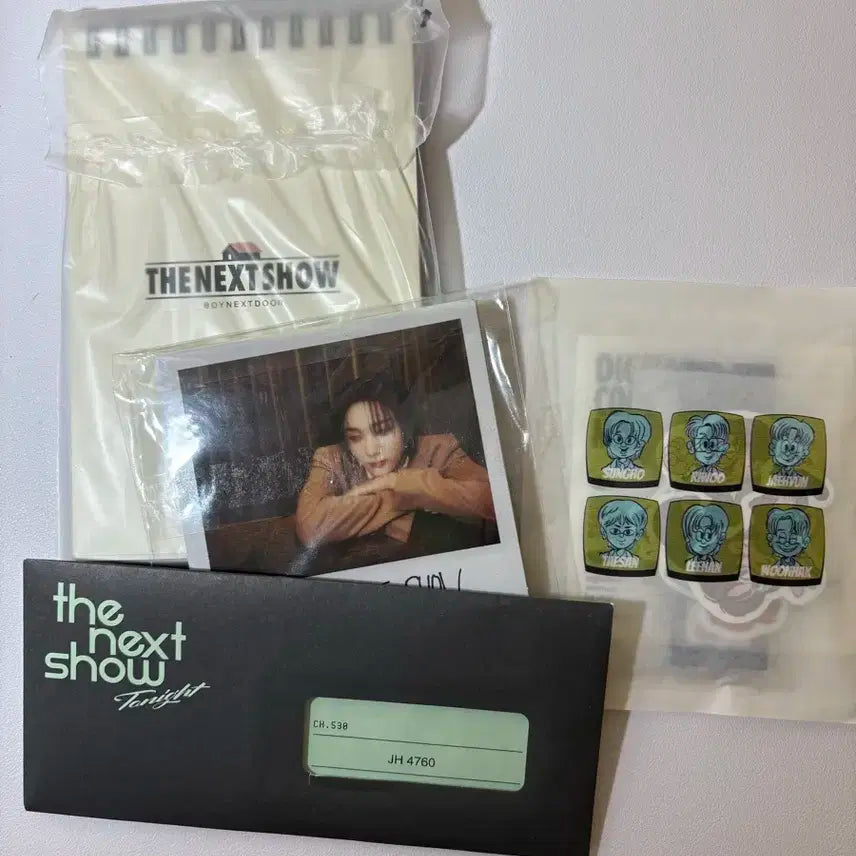 THE NEXT SHOW
BOYNEXTDOOR
SUNGHO
RIWOO
JAEHYUN
TAESAN
LEEHAN
WOONHAK
the
next
show
Tonight
CH.530
JH 4760